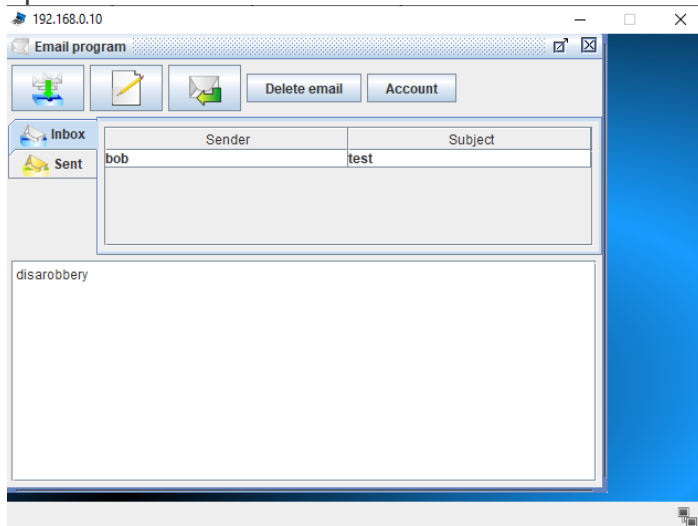 192.168.0.10
Email program
Delete email Account
Inbox
Sent
Sender Subject
bob test
disarobbery